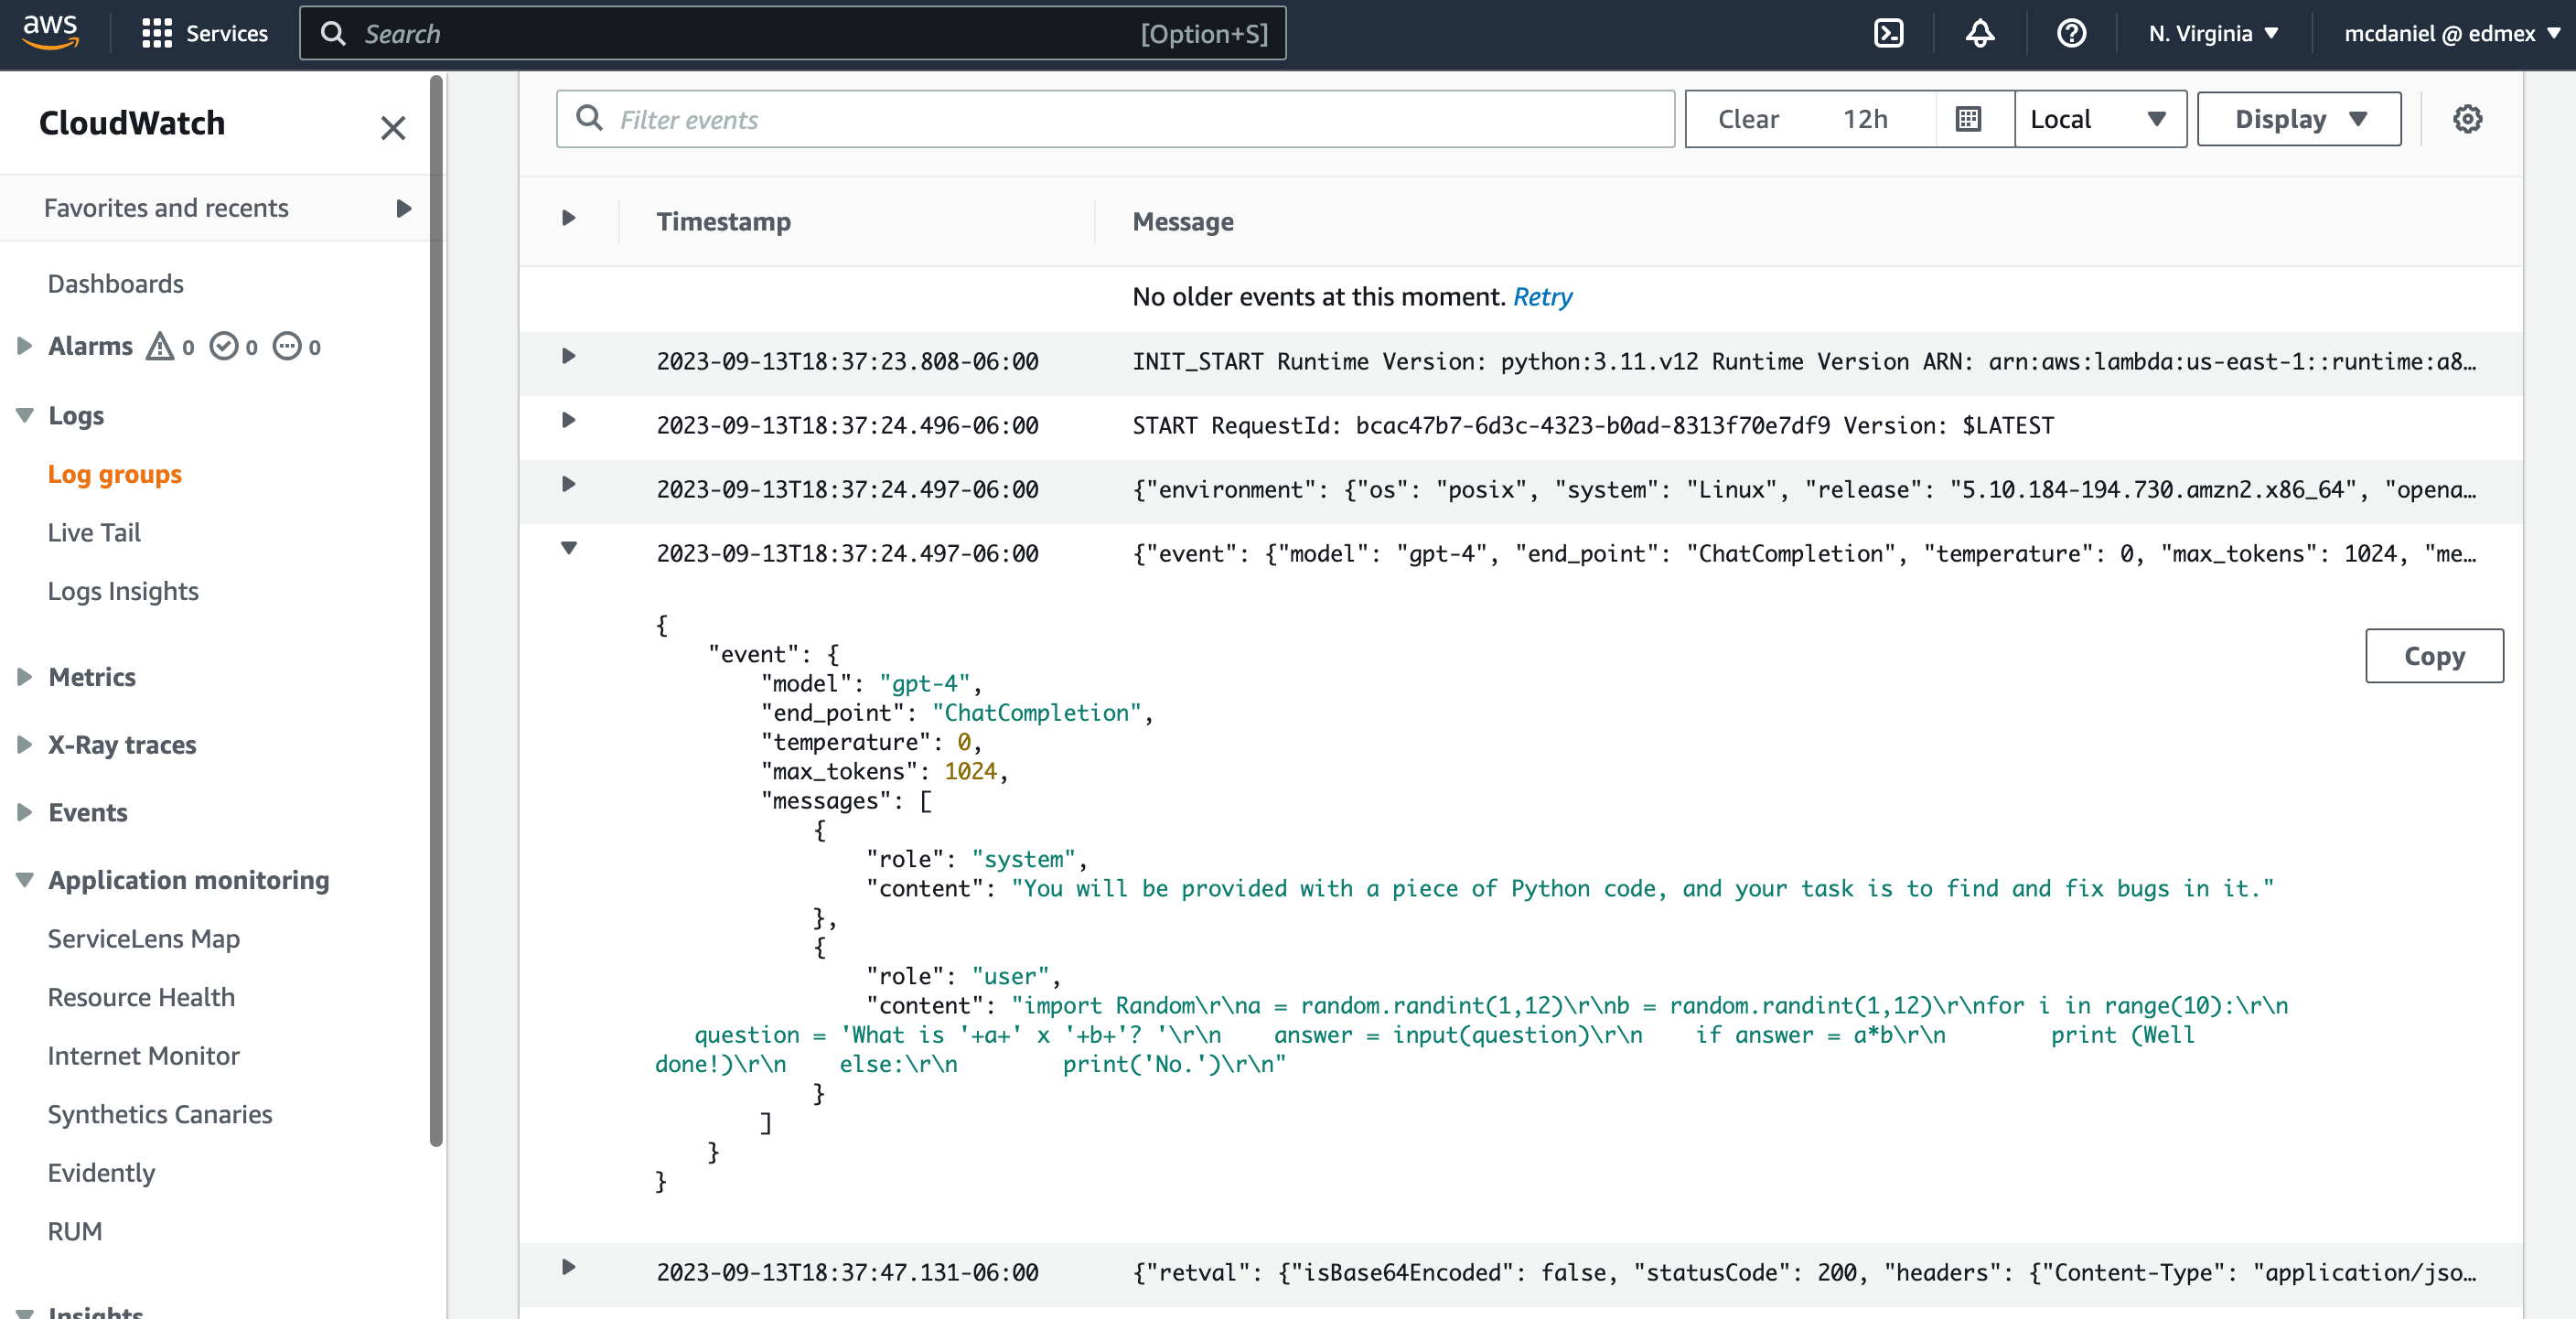 aws Services Search [Option+S] N. Virginia mcdaniel @ edmex
CloudWatch
Favorites and recents
Dashboards
Alarms 0 0 0
Logs
Log groups
Live Tail
Logs Insights
Metrics
X-Ray traces
Events
Application monitoring
ServiceLens Map
Resource Health
Internet Monitor
Synthetics Canaries
Evidently
RUM
Insights
Filter events Clear 12h Local Display
Timestamp Message
No older events at this moment. Retry
2023-09-13T18:37:23.808-06:00 INIT_START Runtime Version: python:3.11.v12 Runtime Version ARN: arn:aws:lambda:us-east-1::runtime:a8…
2023-09-13T18:37:24.496-06:00 START RequestId: bcac47b7-6d3c-4323-b0ad-8313f70e7df9 Version: $LATEST
2023-09-13T18:37:24.497-06:00 {"environment": {"os": "posix", "system": "Linux", "release": "5.10.184-194.730.amzn2.x86_64", "opena…
2023-09-13T18:37:24.497-06:00 {"event": {"model": "gpt-4", "end_point": "ChatCompletion", "temperature": 0, "max_tokens": 1024, "me…
{
"event": {
Copy
"model": "gpt-4",
"end_point": "ChatCompletion",
"temperature": 0,
"max_tokens": 1024,
"messages": [
{
"role": "system",
"content": "You will be provided with a piece of Python code, and your task is to find and fix bugs in it."
},
{
"role": "user",
"content": "import Random\r\na = random.randint(1,12)\r\nb = random.randint(1,12)\r\nfor i in range(10):\r\n
question = 'What is '+a+' x '+b+'? '\r\n    answer = input(question)\r\n    if answer = a*b\r\n        print (Well
done!)\r\n    else:\r\n        print('No.')\r\n"
}
]
}
}
2023-09-13T18:37:47.131-06:00 {"retval": {"isBase64Encoded": false, "statusCode": 200, "headers": {"Content-Type": "application/jso…